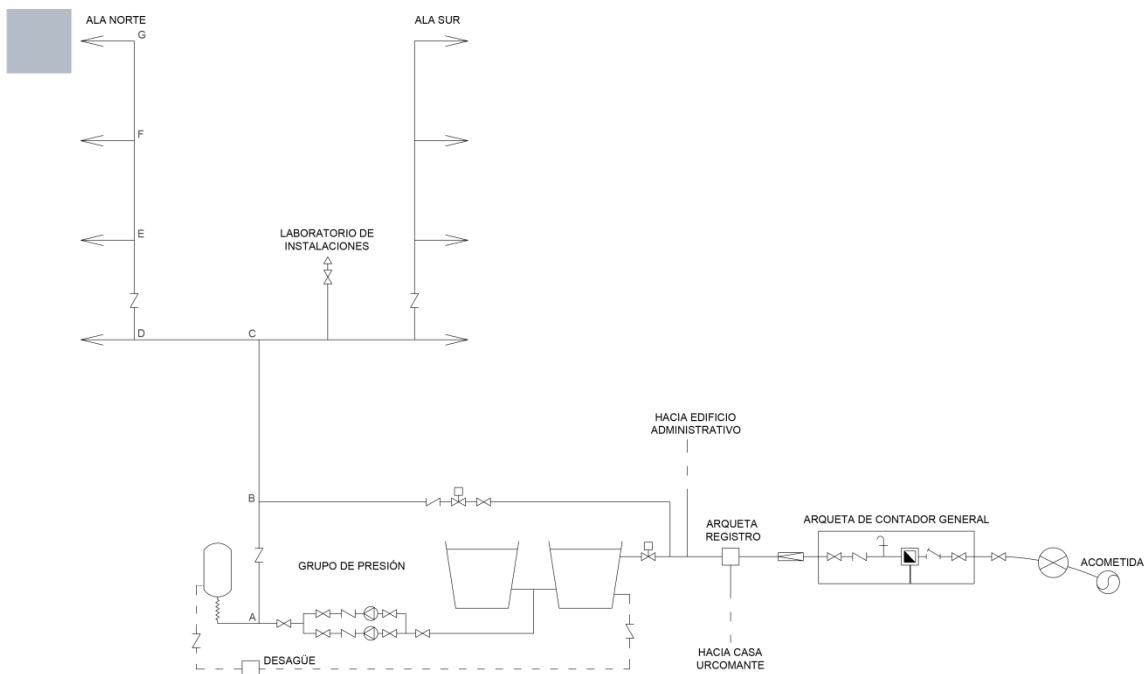 ALA NORTE
ALA SUR
G
F
E
LABORATORIO DE
INSTALACIONES
D
C
HACIA EDIFICIO
ADMINISTRATIVO
B
ARQUETA
REGISTRO
ARQUETA DE CONTADOR GENERAL
GRUPO DE PRESIÓN
ACOMETIDA
A
DESAGÜE
HACIA CASA
URCOMANTE